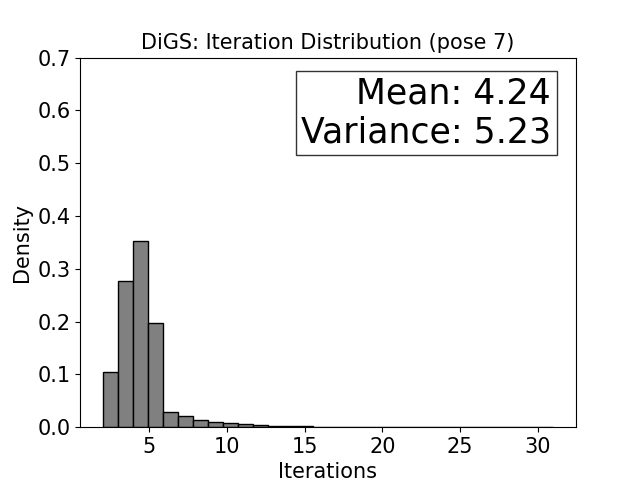 DiGS: Iteration Distribution (pose 7)
Mean: 4.24
Variance: 5.23
0.7
0.6
0.5
0.4
0.3
0.2
0.1
0.0
Density
5 10 15 20 25 30
Iterations